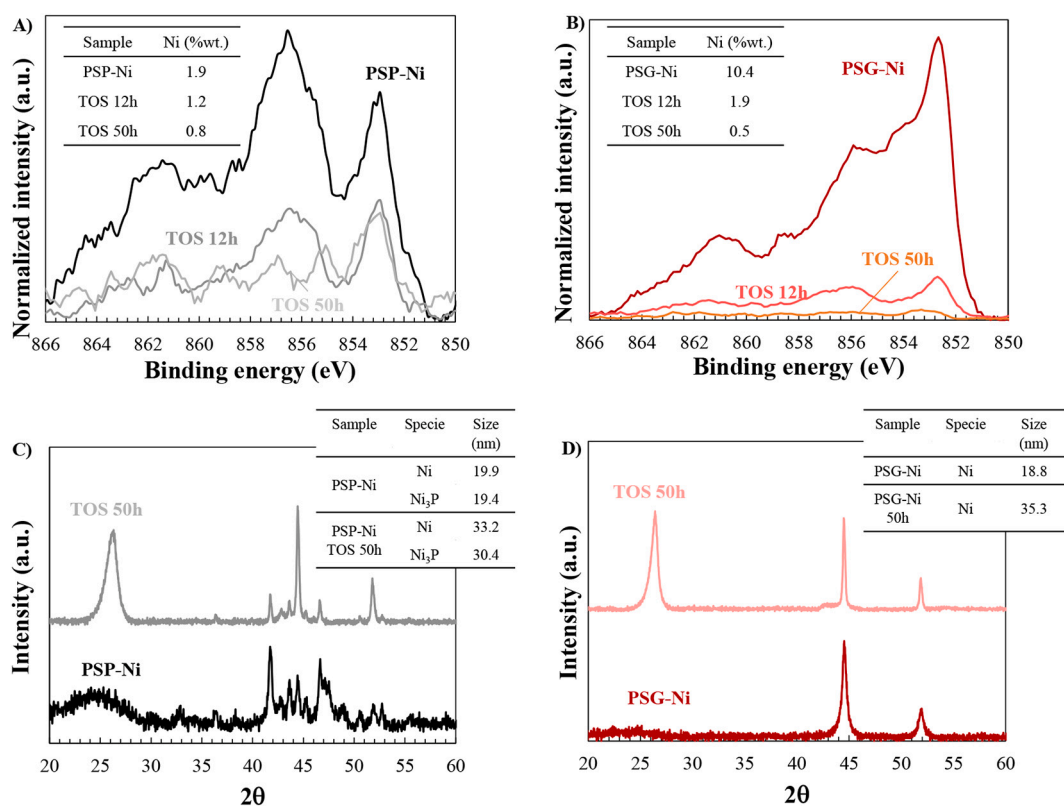 A)
Sample Ni (%wt.)
PSP-Ni 1.9
TOS 12h 1.2
TOS 50h 0.8
PSP-Ni
TOS 12h
TOS 50h
Normalized intensity (a.u.)
866 864 862 860 858 856 854 852 850
Binding energy (eV)
B)
Sample Ni (%wt.)
PSG-Ni 10.4
TOS 12h 1.9
TOS 50h 0.5
PSG-Ni
TOS 50h
TOS 12h
Normalized intensity (a.u.)
866 864 862 860 858 856 854 852 850
Binding energy (eV)
C)
Sample Specie Size
(nm)
PSP-Ni
Ni 19.9
Ni₃P 19.4
PSP-Ni
TOS 50h
Ni 33.2
Ni₃P 30.4
TOS 50h
PSP-Ni
Intensity (a.u.)
20 25 30 35 40 45 50 55 60
2θ
D)
Sample Specie Size
(nm)
PSG-Ni Ni 18.8
PSG-Ni
50h
Ni 35.3
TOS 50h
PSG-Ni
Intensity (a.u.)
20 25 30 35 40 45 50 55 60
2θ